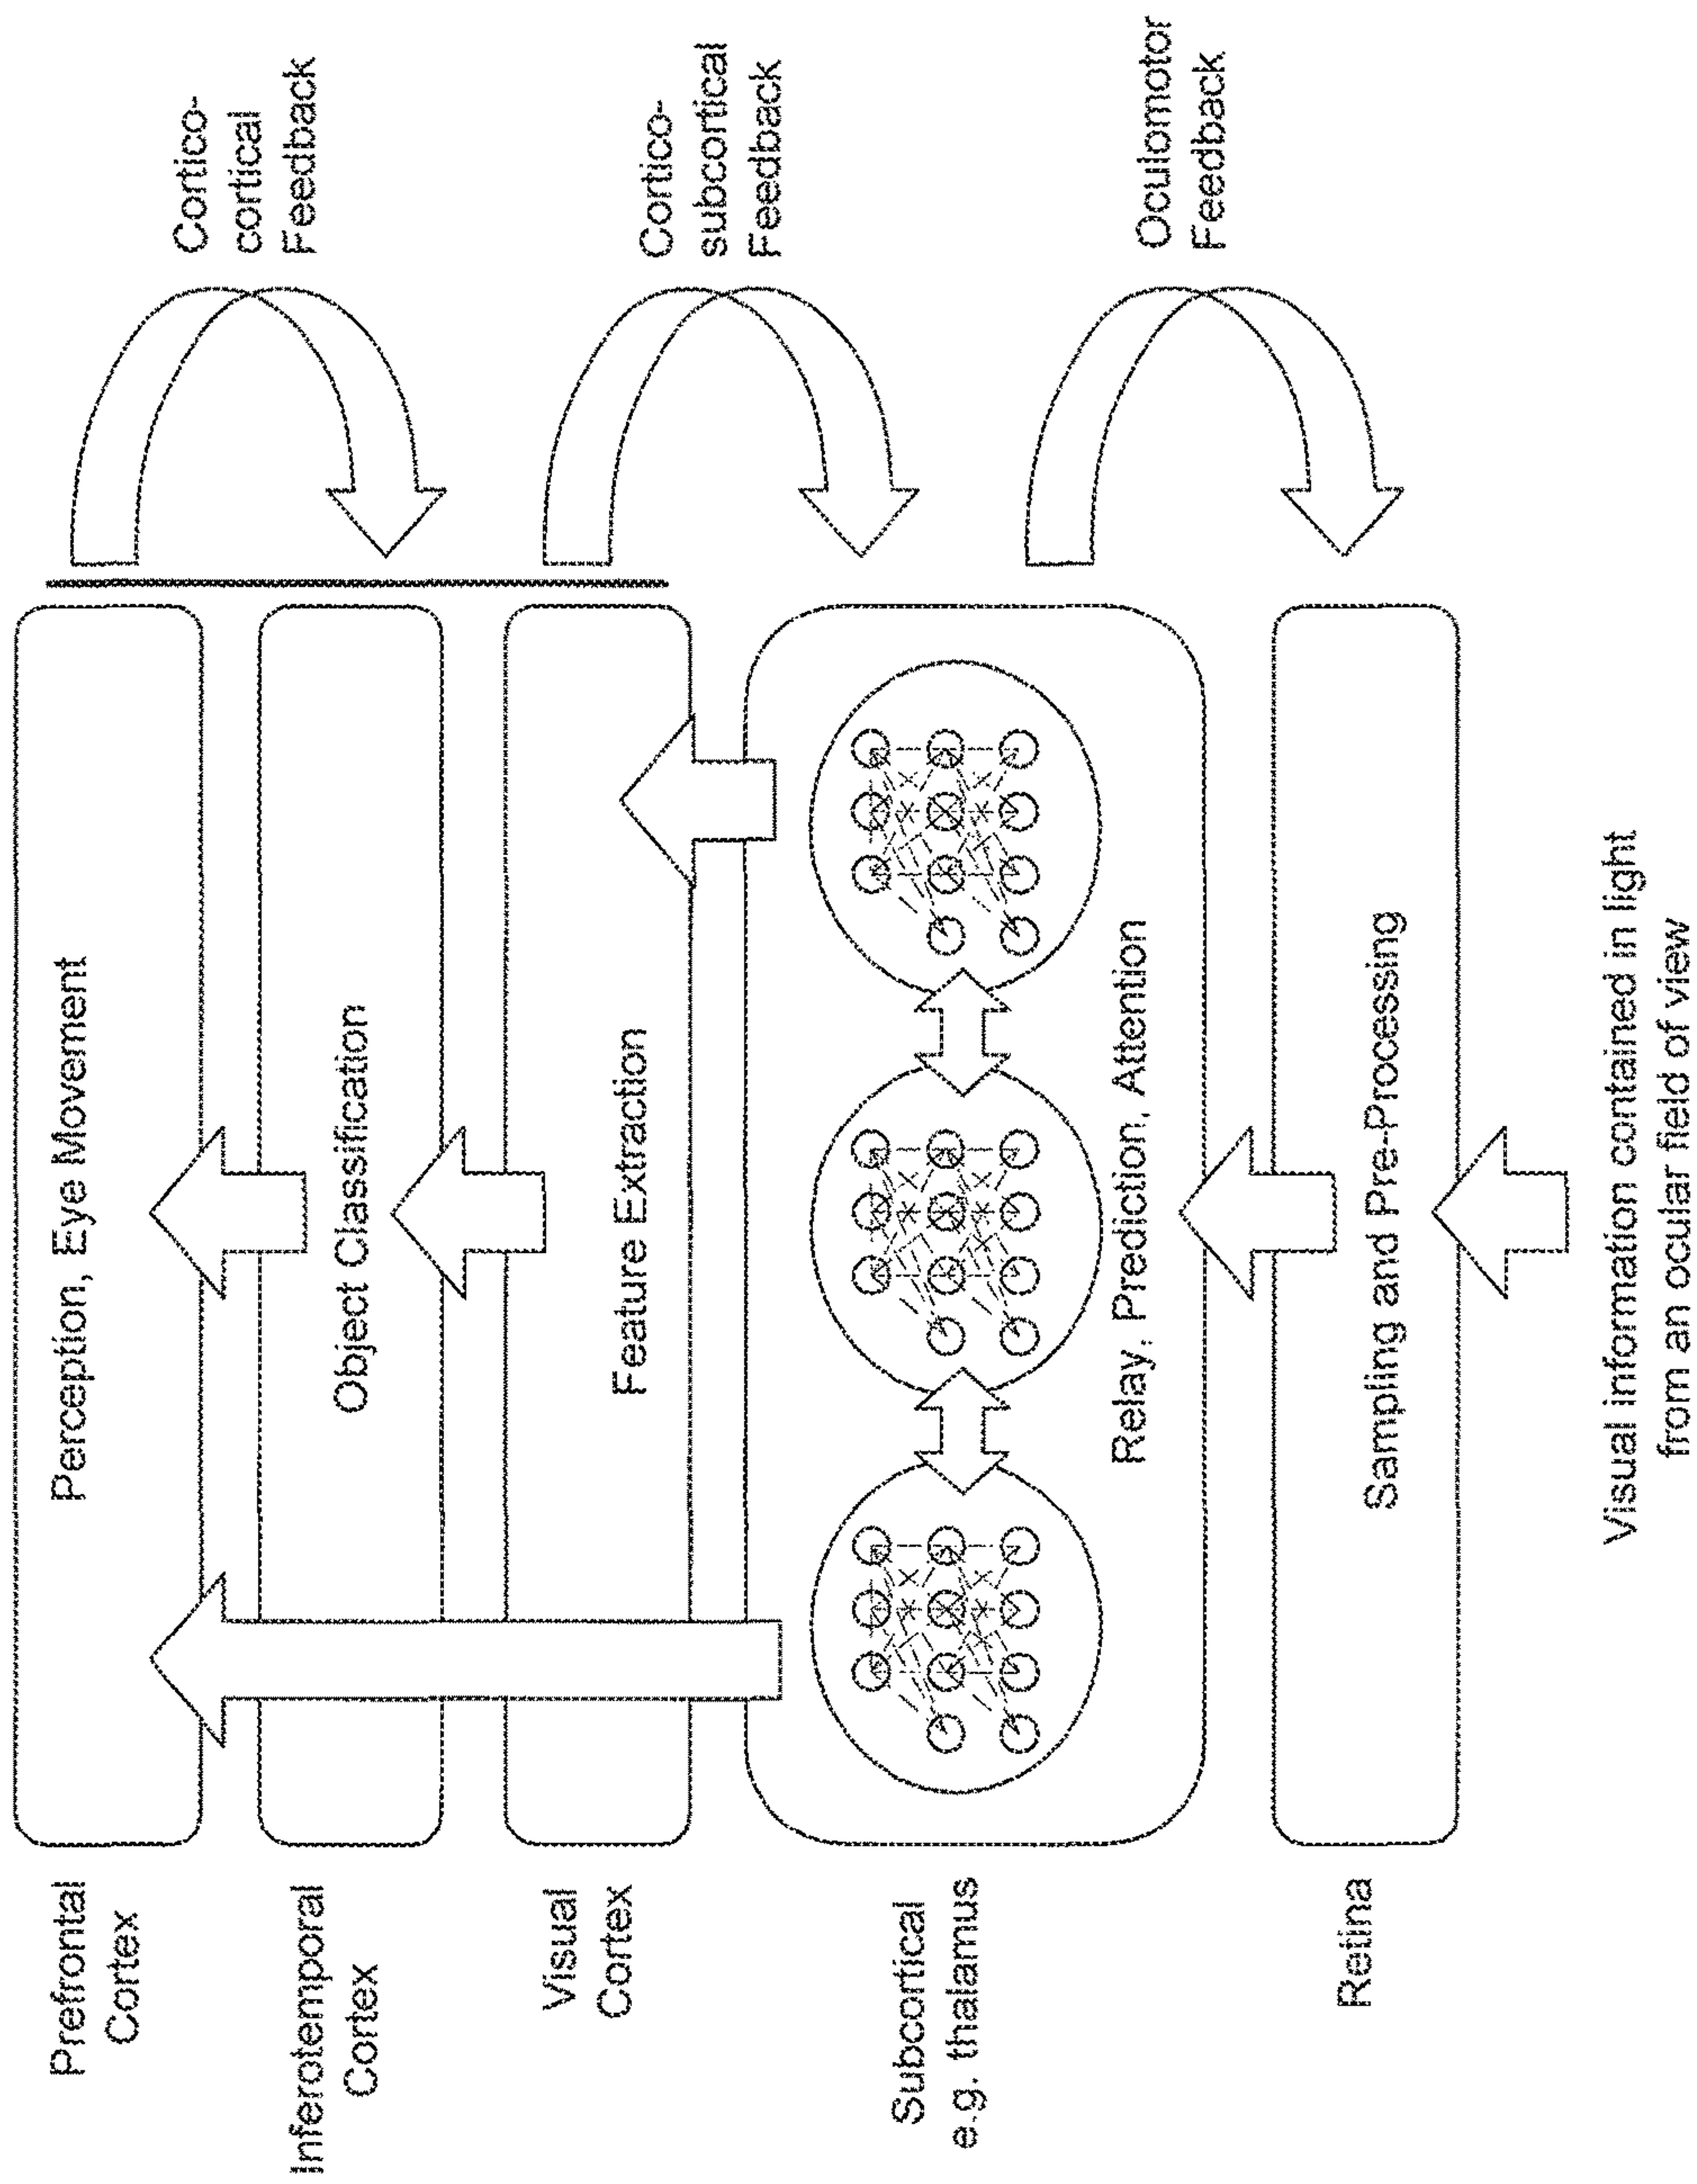 Prefrontal
Cortex
Perception, Eye Movement
Cortico-
cortical
Feedback
Inferotemporal
Cortex
Object Classification
Visual
Cortex
Feature Extraction
Cortico-
subcortical
Feedback
Subcortical
e.g. thalamus
Relay, Prediction, Attention
Oculomotor
Feedback
Retina
Sampling and Pre-Processing
Visual information contained in light
from an ocular field of view